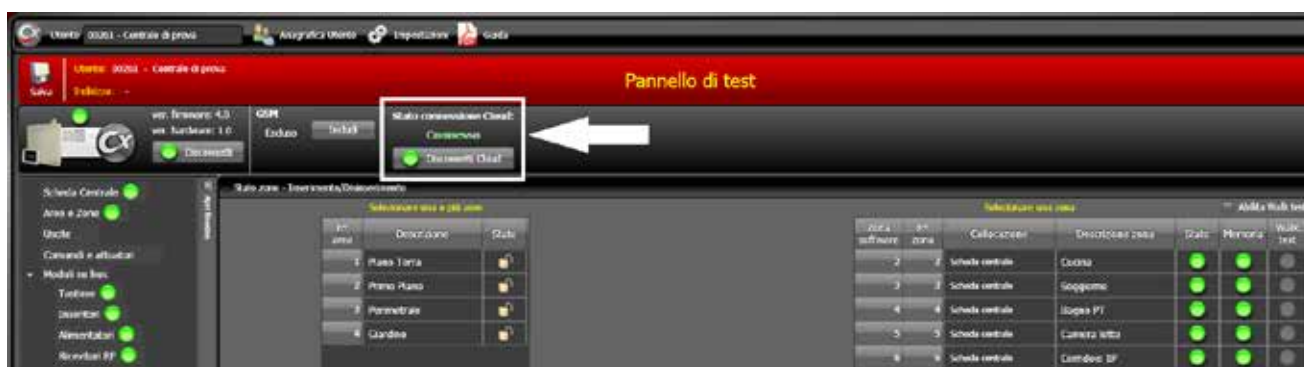 Utente 00261 - Centrale di prova Anagrafica Utente Impostazioni Guida
Salva
Utente: 00261 - Centrale di prova
Indirizzo: -
Pannello di test
Cx
ver. firmware: 4.0
ver. hardware: 1.0
Disconnetti
GSM
Escluso Includi
Stato connessione Cloud:
Connesso
Disconnetti Cloud
Scheda Centrale
Aree e Zone
Uscite
Comandi e attuatori
Moduli su bus
Tastiere
Inseritori
Alimentatori
Ricevitori RF
Stato zone - Inserimento/Disinserimento
Selezionare una o più aree
N° area Descrizione Stato
1 Piano Terra
2 Primo Piano
3 Perimetrale
4 Giardino
Selezionare una zona
Abilita Walk test
Zona software N° zona Collocazione Descrizione zona Stato Memoria Walk test
2 2 Scheda centrale Cucina
3 3 Scheda centrale Soggiorno
4 4 Scheda centrale Bagno PT
5 5 Scheda centrale Camera letto
6 6 Scheda centrale